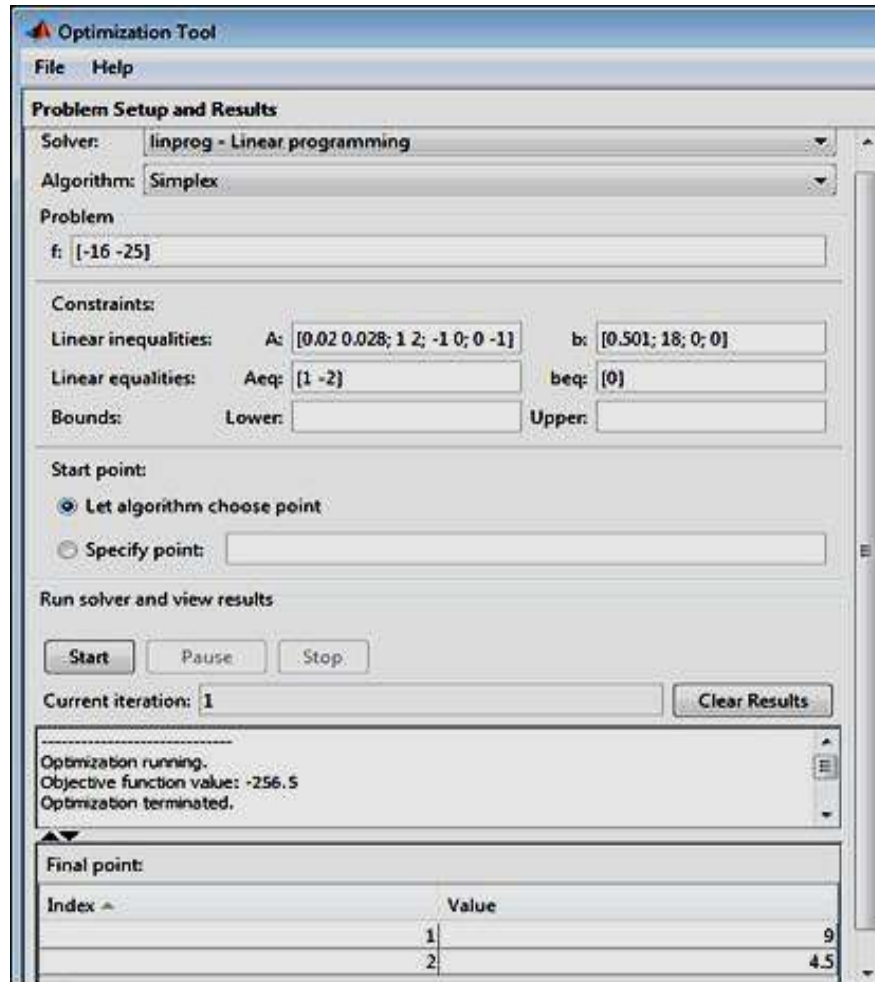 Optimization Tool
File Help
Problem Setup and Results
Solver: linprog - Linear programming
Algorithm: Simplex
Problem
f: [-16 -25]
Constraints:
Linear inequalities: A: [0.02 0.028; 1 2; -1 0; 0 -1] b: [0.501; 18; 0; 0]
Linear equalities: Aeq: [1 -2] beq: [0]
Bounds: Lower: Upper:
Start point:
Let algorithm choose point
Specify point:
Run solver and view results
Start Pause Stop
Current iteration: 1 Clear Results
Optimization running.
Objective function value: -256.5
Optimization terminated.
Final point:
Index Value
1 9
2 4.5